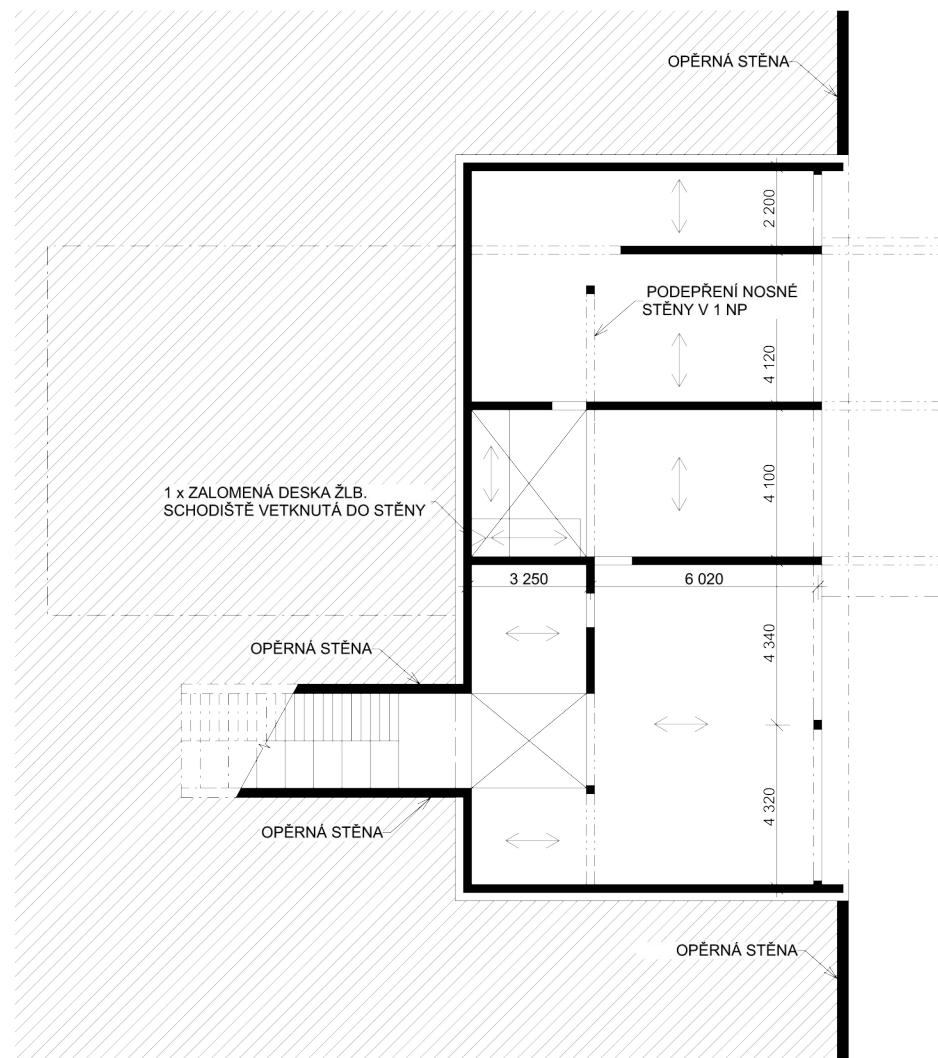 OPĚRNÁ STĚNA
2 200
PODEPŘENÍ NOSNÉ
STĚNY V 1 NP
4 120
1 x ZALOMENÁ DESKA ŽLB.
SCHODIŠTĚ VETKNUTÁ DO STĚNY
4 100
3 250
6 020
4 340
OPĚRNÁ STĚNA
4 320
OPĚRNÁ STĚNA
OPĚRNÁ STĚNA